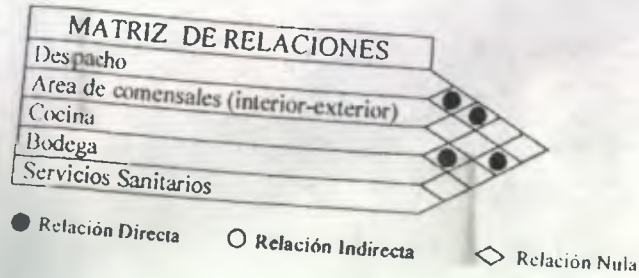 MATRIZ DE RELACIONES
Despacho
Area de comensales (interior-exterior)
Cocina
Bodega
Servicios Sanitarios
Relación Directa
Relación Indirecta
Relación Nula